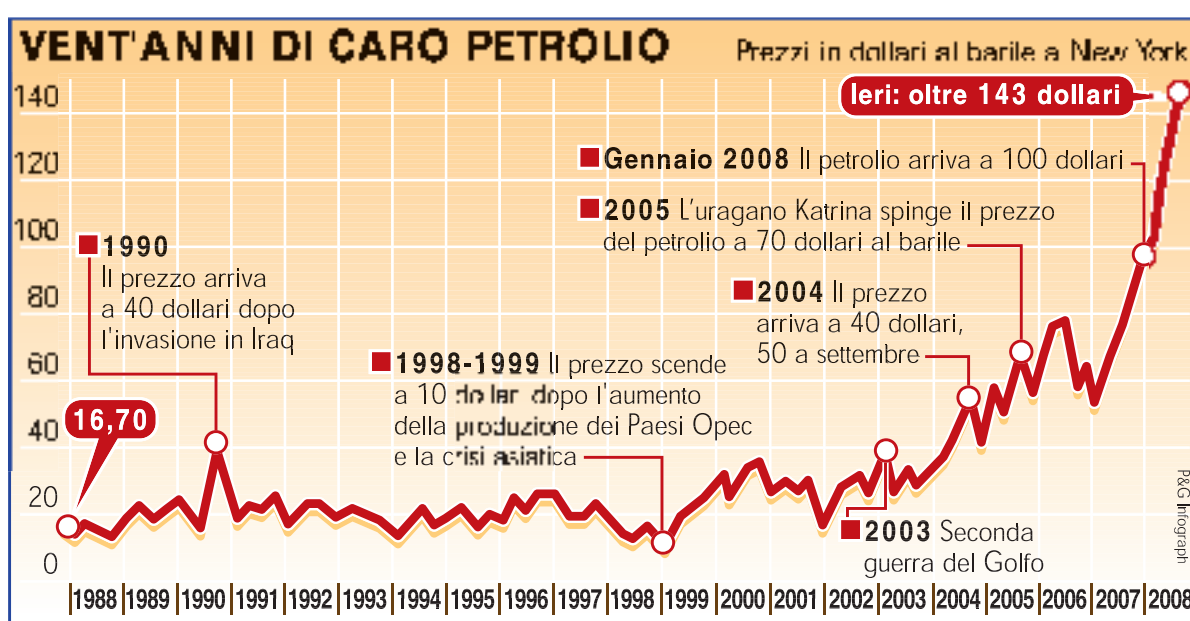 VENT'ANNI DI CARO PETROLIO
Prezzi in dollari al barile a New York
140
120
100
80
60
40
20
0
Ieri: oltre 143 dollari
Gennaio 2008 Il petrolio arriva a 100 dollari
2005 L'uragano Katrina spinge il prezzo
del petrolio a 70 dollari al barile
1990
Il prezzo arriva
a 40 dollari dopo
l'invasione in Iraq
2004 Il prezzo
arriva a 40 dollari,
50 a settembre
1998-1999 Il prezzo scende
a 10 dopo l'aumento
della produzione dei Paesi Opec
e la crisi asiatica
16,70
2003 Seconda
guerra del Golfo
P&G Infograph
1988 1989 1990 1991 1992 1993 1994 1995 1996 1997 1998 1999 2000 2001 2002 2003 2004 2005 2006 2007 2008